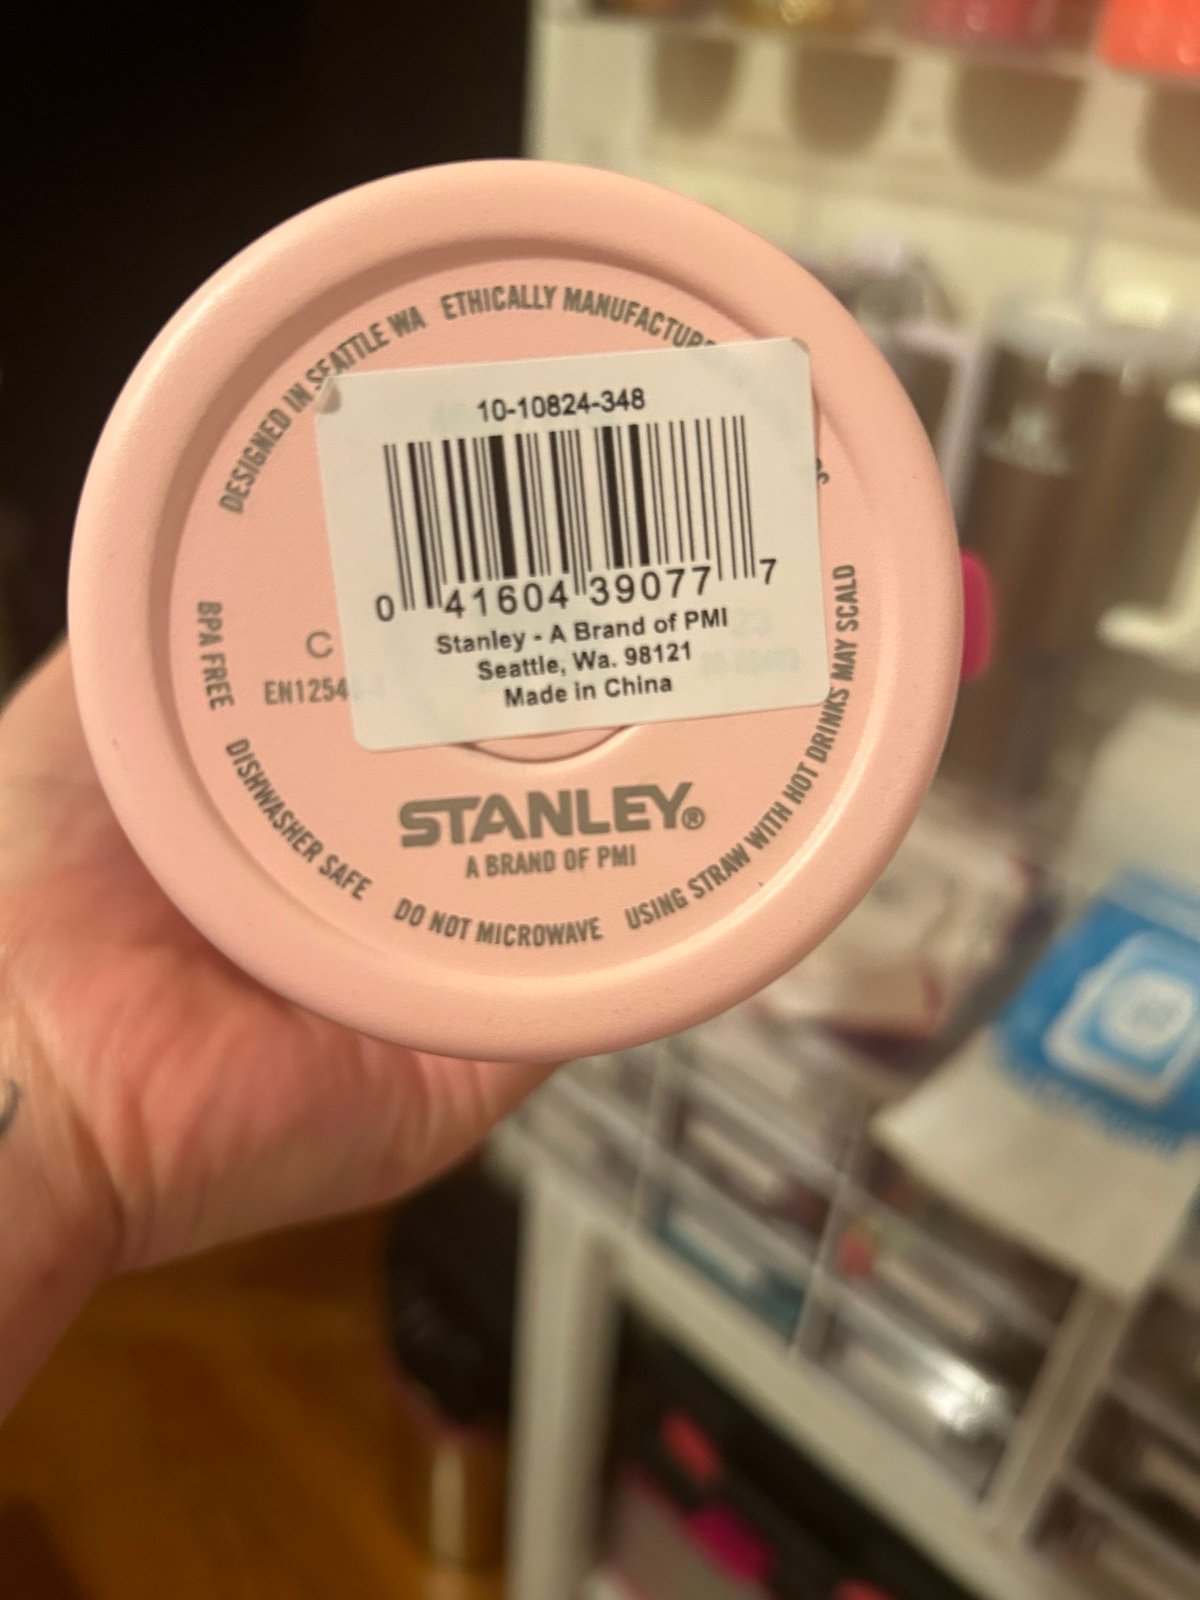 DESIGNED IN SEATTLE WA ETHICALLY MANUFACTURE
10-10824-348
0 41604 39077 7
Stanley - A Brand of PMI
Seattle, Wa. 98121
Made in China
C
EN1254
BPA FREE
DISHWASHER SAFE
DO NOT MICROWAVE
USING STRAW WITH HOT DRINKS MAY SCALD
STANLEY®
A BRAND OF PMI